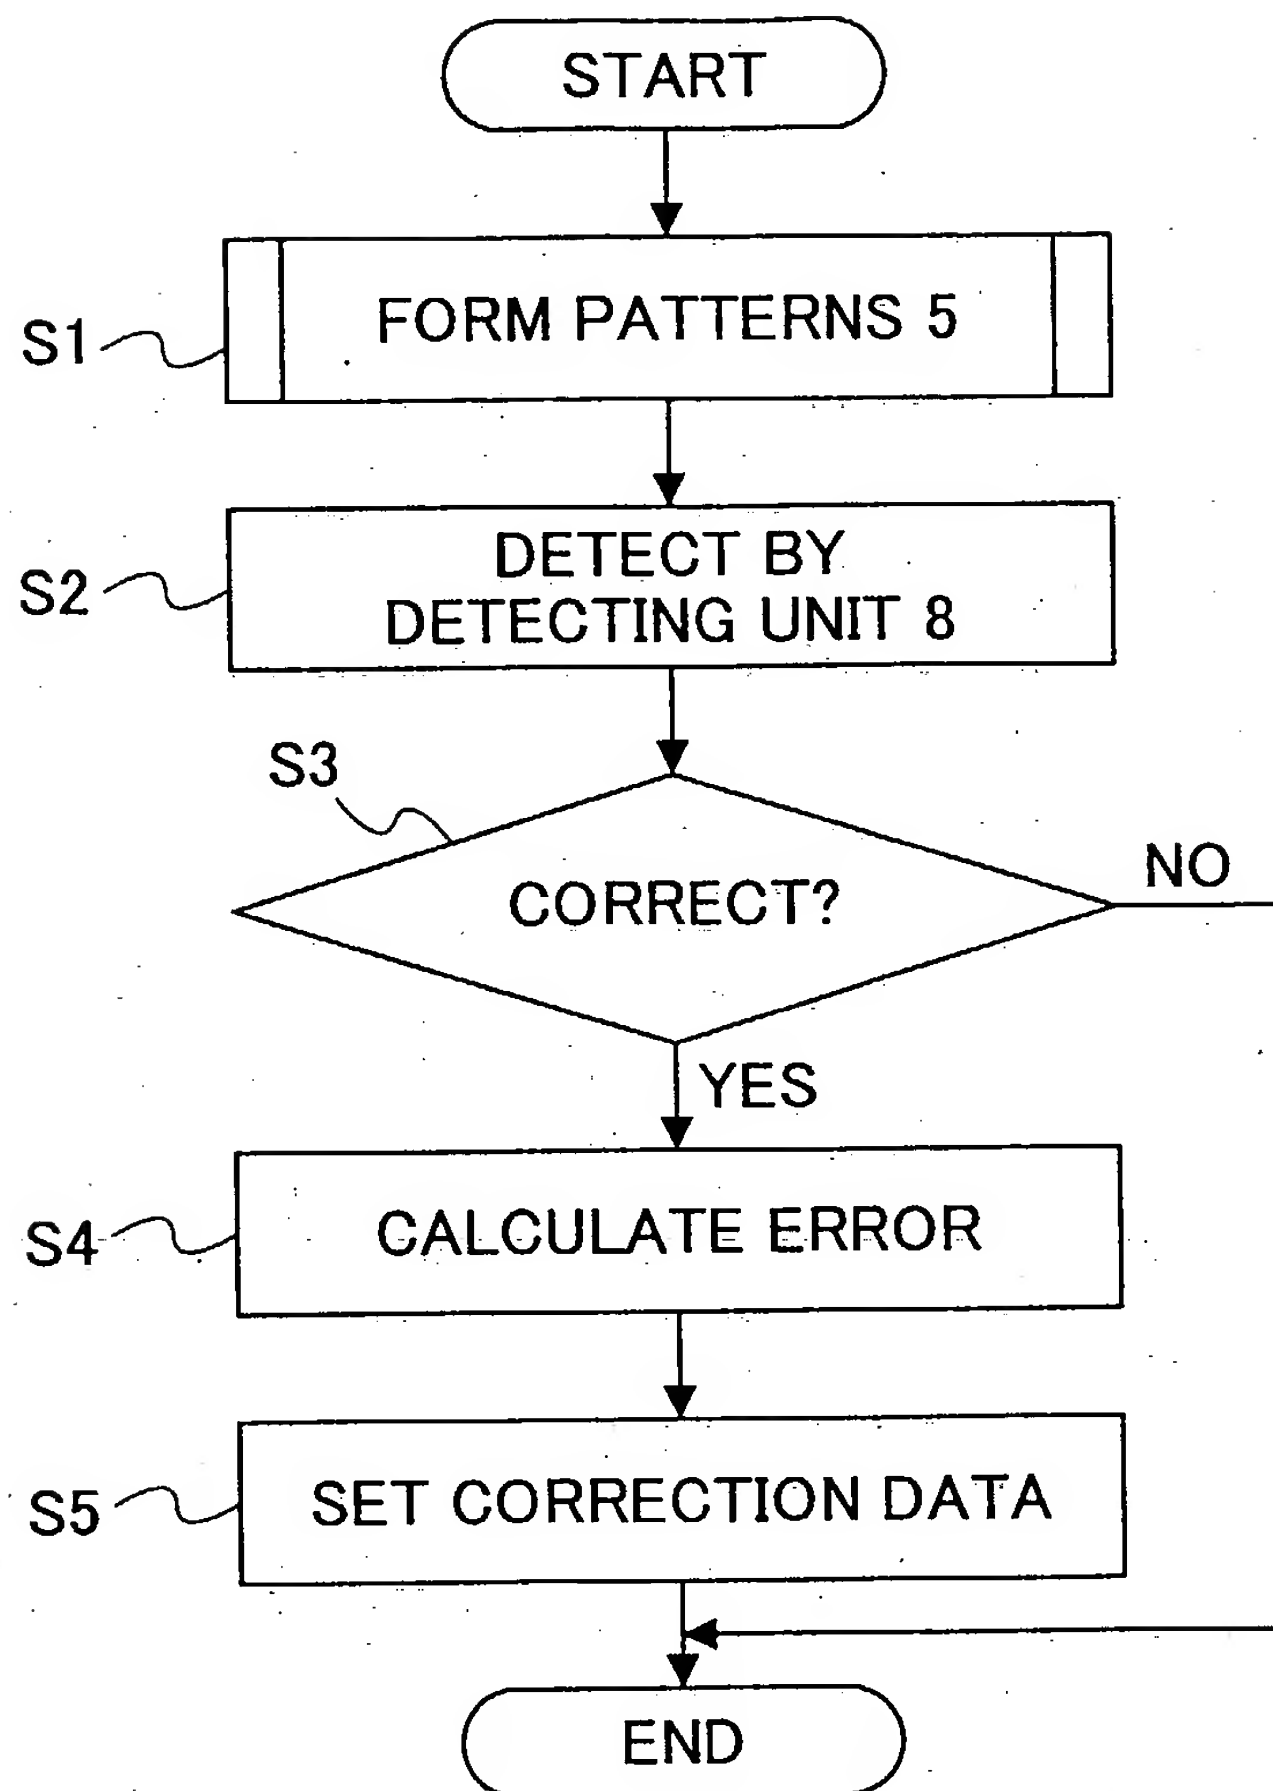 START
S1
FORM PATTERNS 5
S2
DETECT BY
DETECTING UNIT 8
S3
CORRECT?
NO
YES
S4
CALCULATE ERROR
S5
SET CORRECTION DATA
END